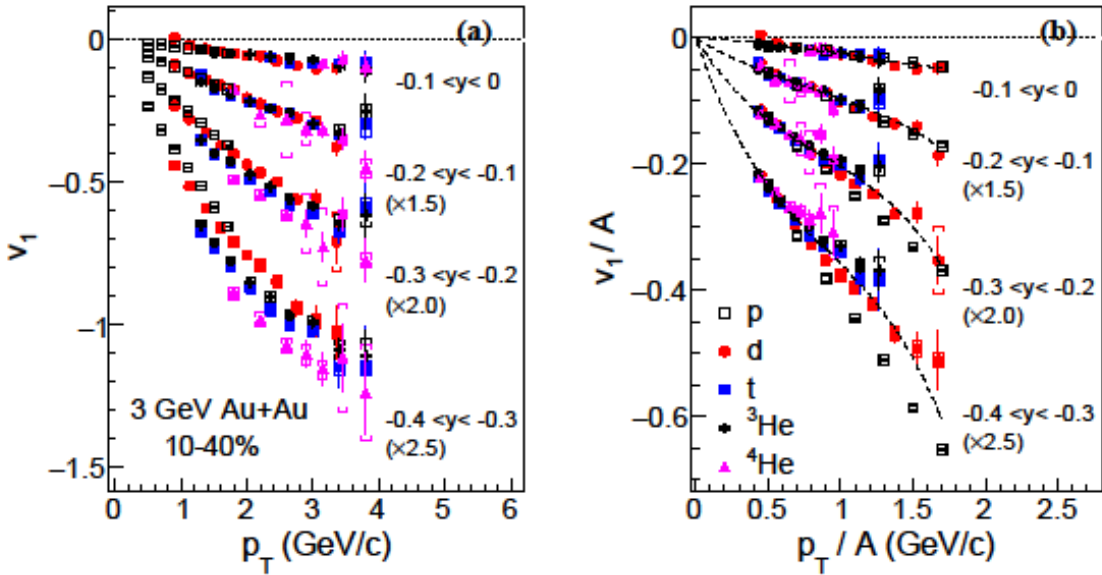 (a)
0
−0.5
−1
−1.5
v1
-0.1 <y< 0
-0.2 <y< -0.1
(×1.5)
-0.3 <y< -0.2
(×2.0)
-0.4 <y< -0.3
(×2.5)
3 GeV Au+Au
10-40%
0 1 2 3 4 5 6
pT (GeV/c)
(b)
0
−0.2
−0.4
−0.6
v1 / A
-0.1 <y< 0
-0.2 <y< -0.1
(×1.5)
-0.3 <y< -0.2
(×2.0)
-0.4 <y< -0.3
(×2.5)
p
d
t
3He
4He
0 0.5 1 1.5 2 2.5
pT / A (GeV/c)